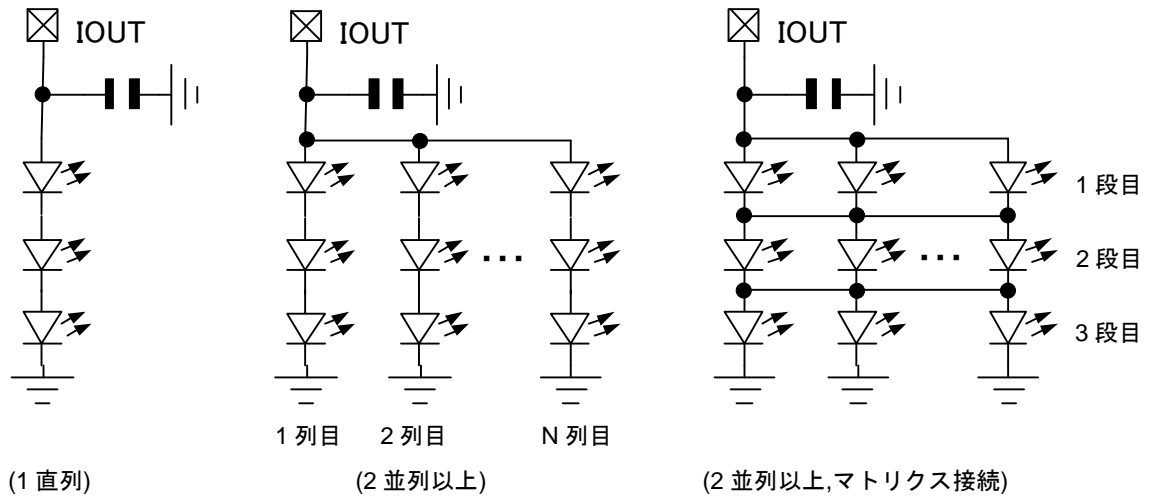 IOUT
IOUT
IOUT
1 段目
2 段目
3 段目
1 列目
2 列目
N 列目
(1 直列)
(2 並列以上)
(2 並列以上,マトリクス接続)